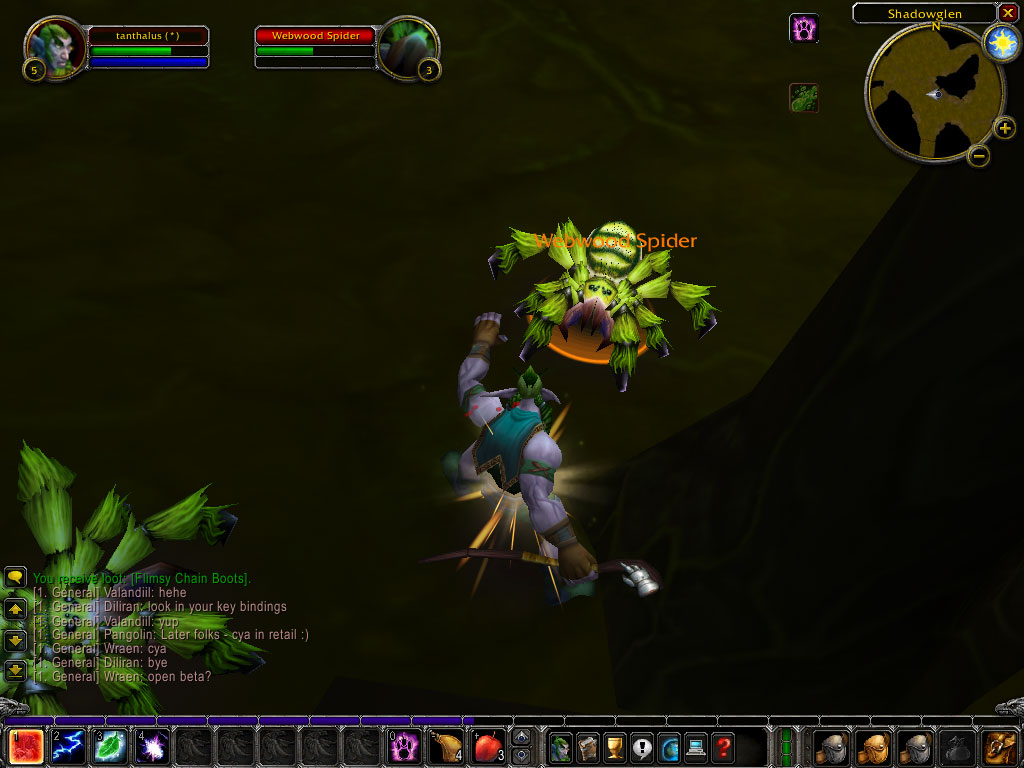 tanthalus (*)
5
Webwood Spider
3
Shadowglen
N
Webwood Spider
You receive loot: [Flimsy Chain Boots].
[1. General] Valandiil: hehe
[1. General] Diliran: look in your key bindings
[1. General] Valandiil: yup
[1. General] Pangolin: Later folks - cya in retail :)
[1. General] Wraen: cya
[1. General] Diliran: bye
[1. General] Wraen: open beta?
1 2 3 4 0 4 3